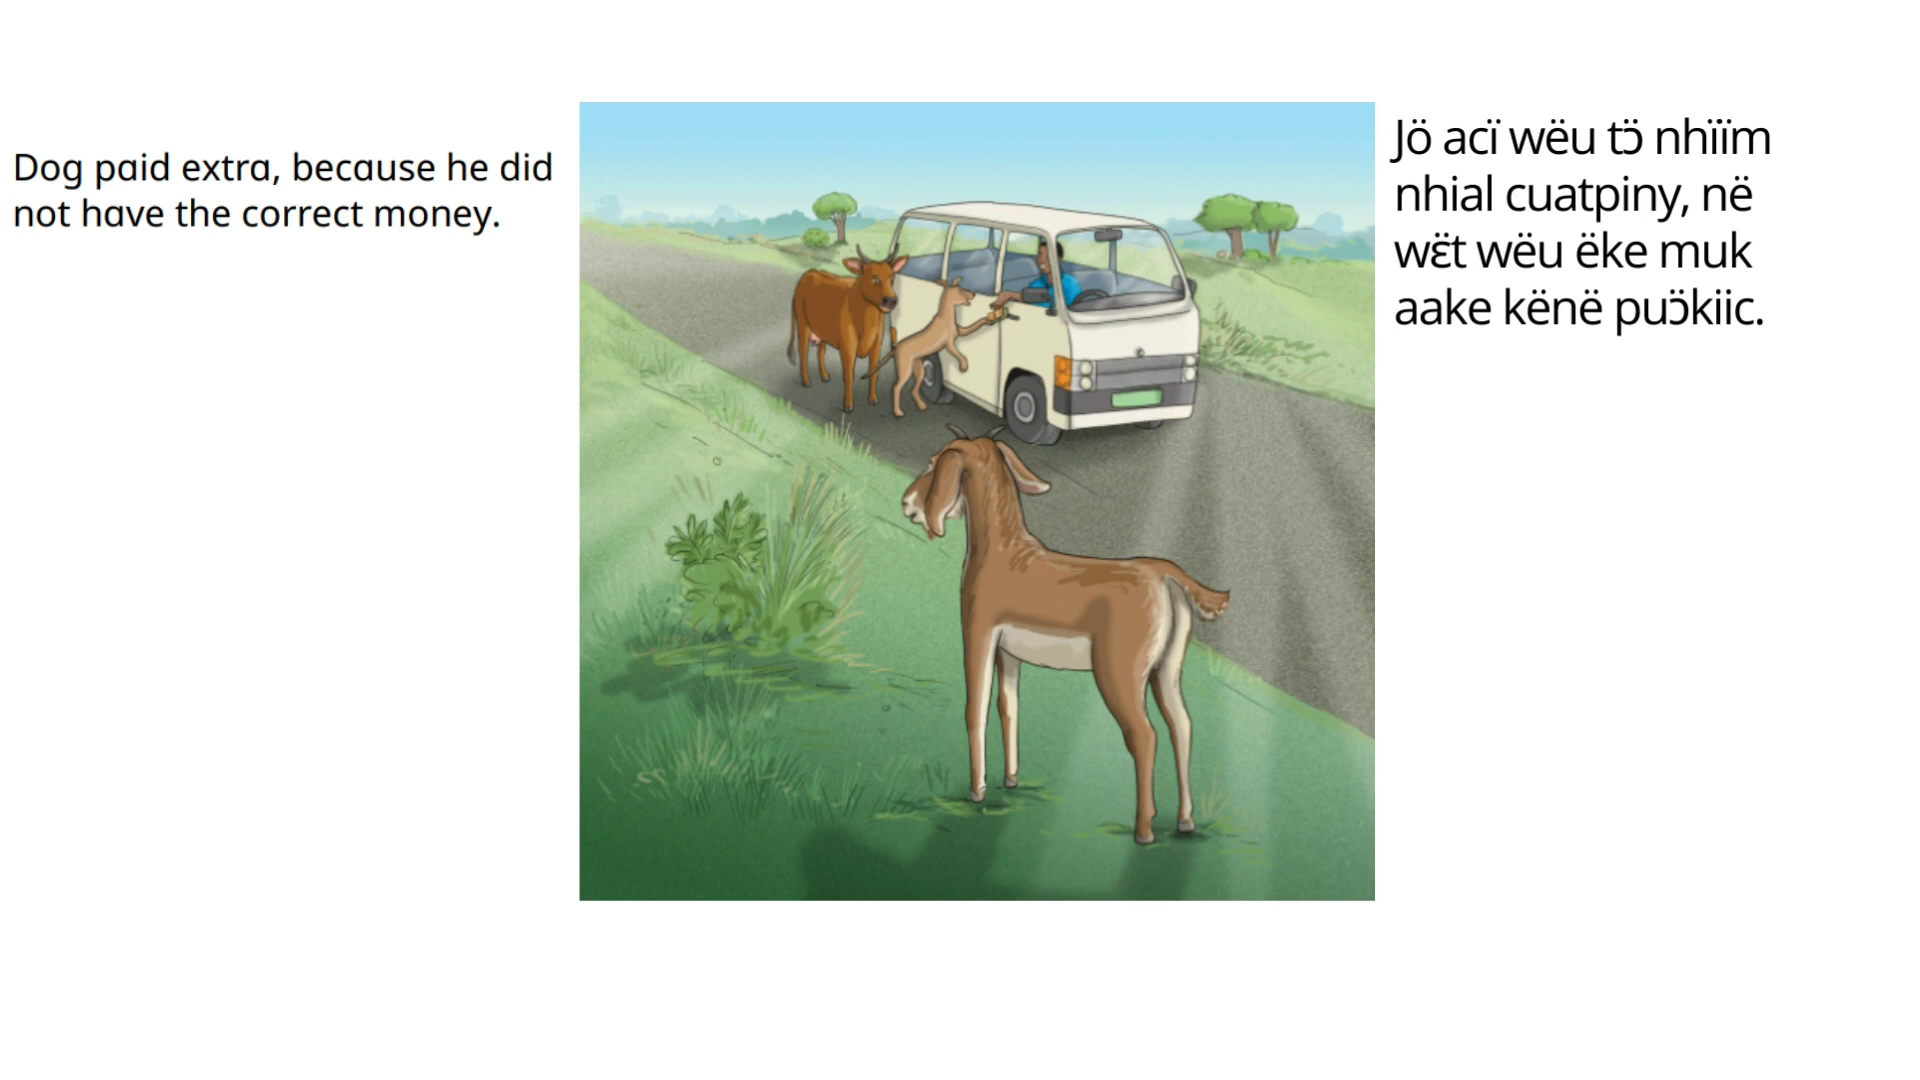 Dog paid extra, because he did
not have the correct money.
Jö acï wëu tɔ̈ nhïïm
nhial cuatpiny, në
wɛ̈t wëu ëke muk
aake kënë puɔ̈kiic.